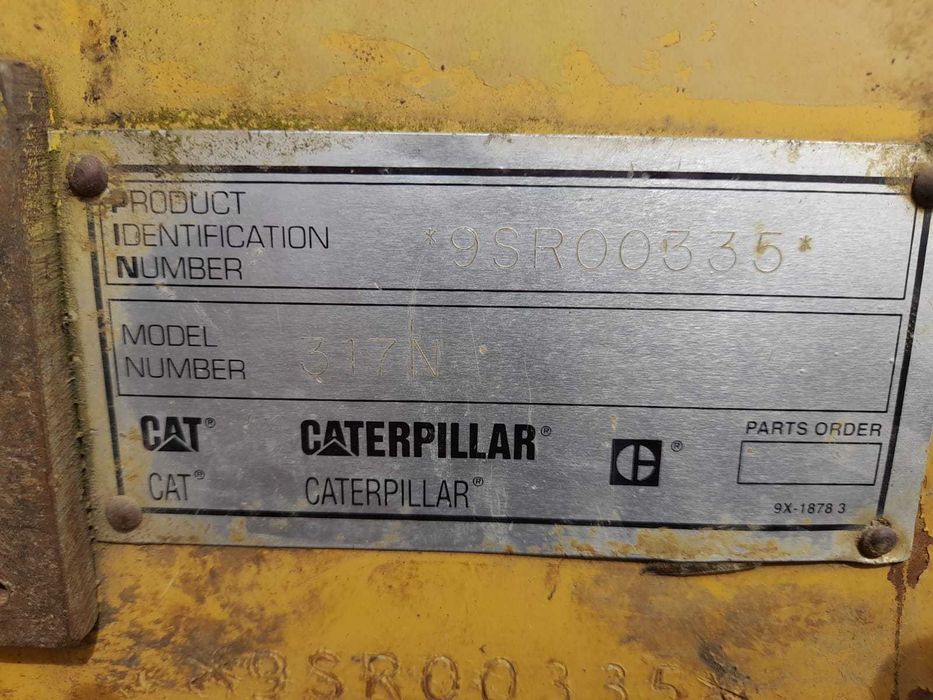 PRODUCT
IDENTIFICATION
NUMBER
*9SR00335*
MODEL
NUMBER
317N
CAT® CATERPILLAR® ®
CAT® CATERPILLAR®
PARTS ORDER
9X-1878 3
*9SR00335*